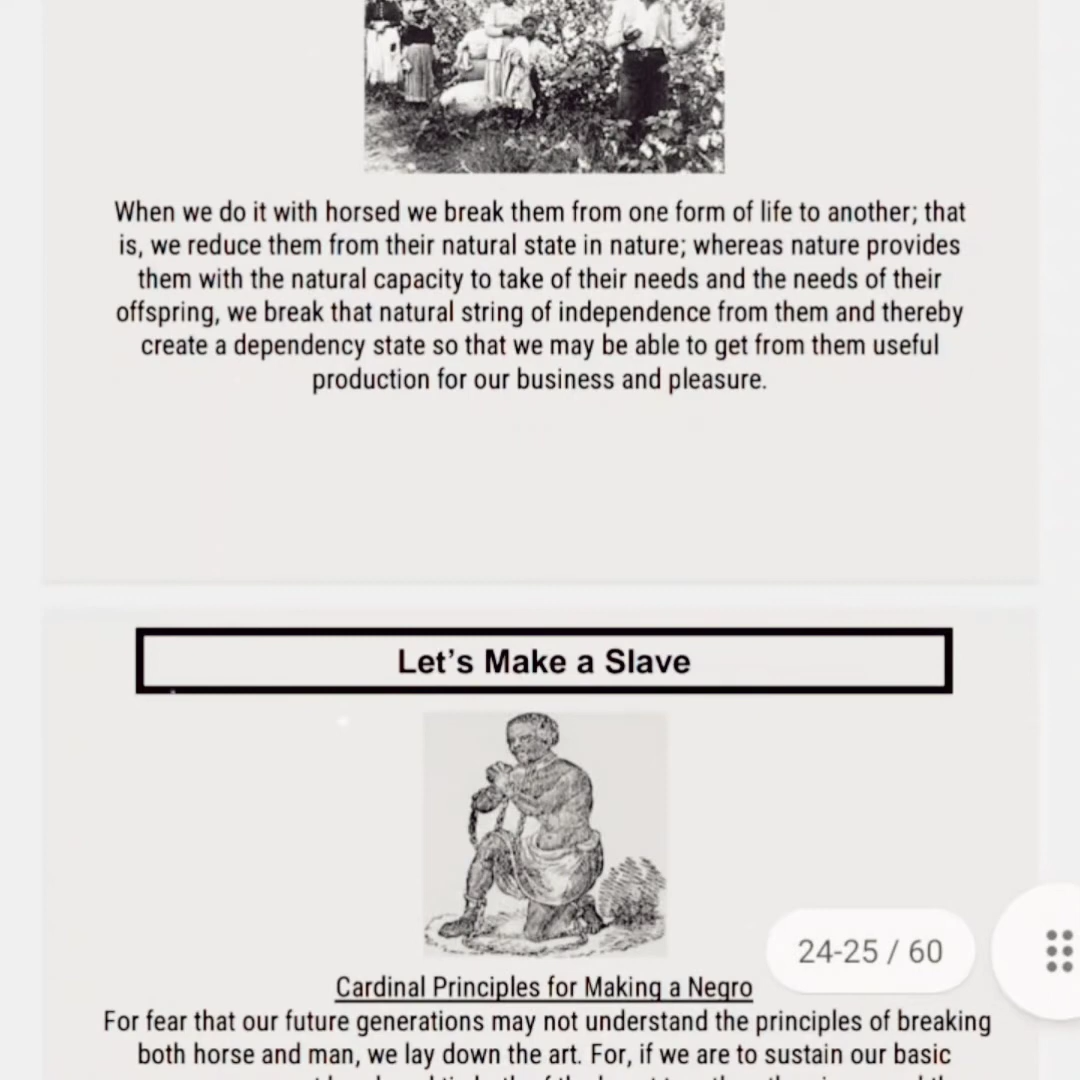 When we do it with horsed we break them from one form of life to another; that
is, we reduce them from their natural state in nature; whereas nature provides
them with the natural capacity to take of their needs and the needs of their
offspring, we break that natural string of independence from them and thereby
create a dependency state so that we may be able to get from them useful
production for our business and pleasure.
Let's Make a Slave
24-25 / 60
Cardinal Principles for Making a Negro
For fear that our future generations may not understand the principles of breaking
both horse and man, we lay down the art. For, if we are to sustain our basic